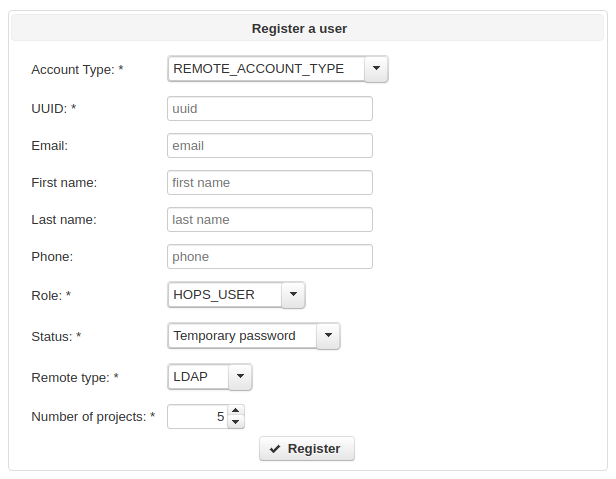 Register a user
Account Type: * REMOTE_ACCOUNT_TYPE
UUID: * uuid
Email: email
First name: first name
Last name: last name
Phone: phone
Role: * HOPS_USER
Status: * Temporary password
Remote type: * LDAP
Number of projects: * 5
Register